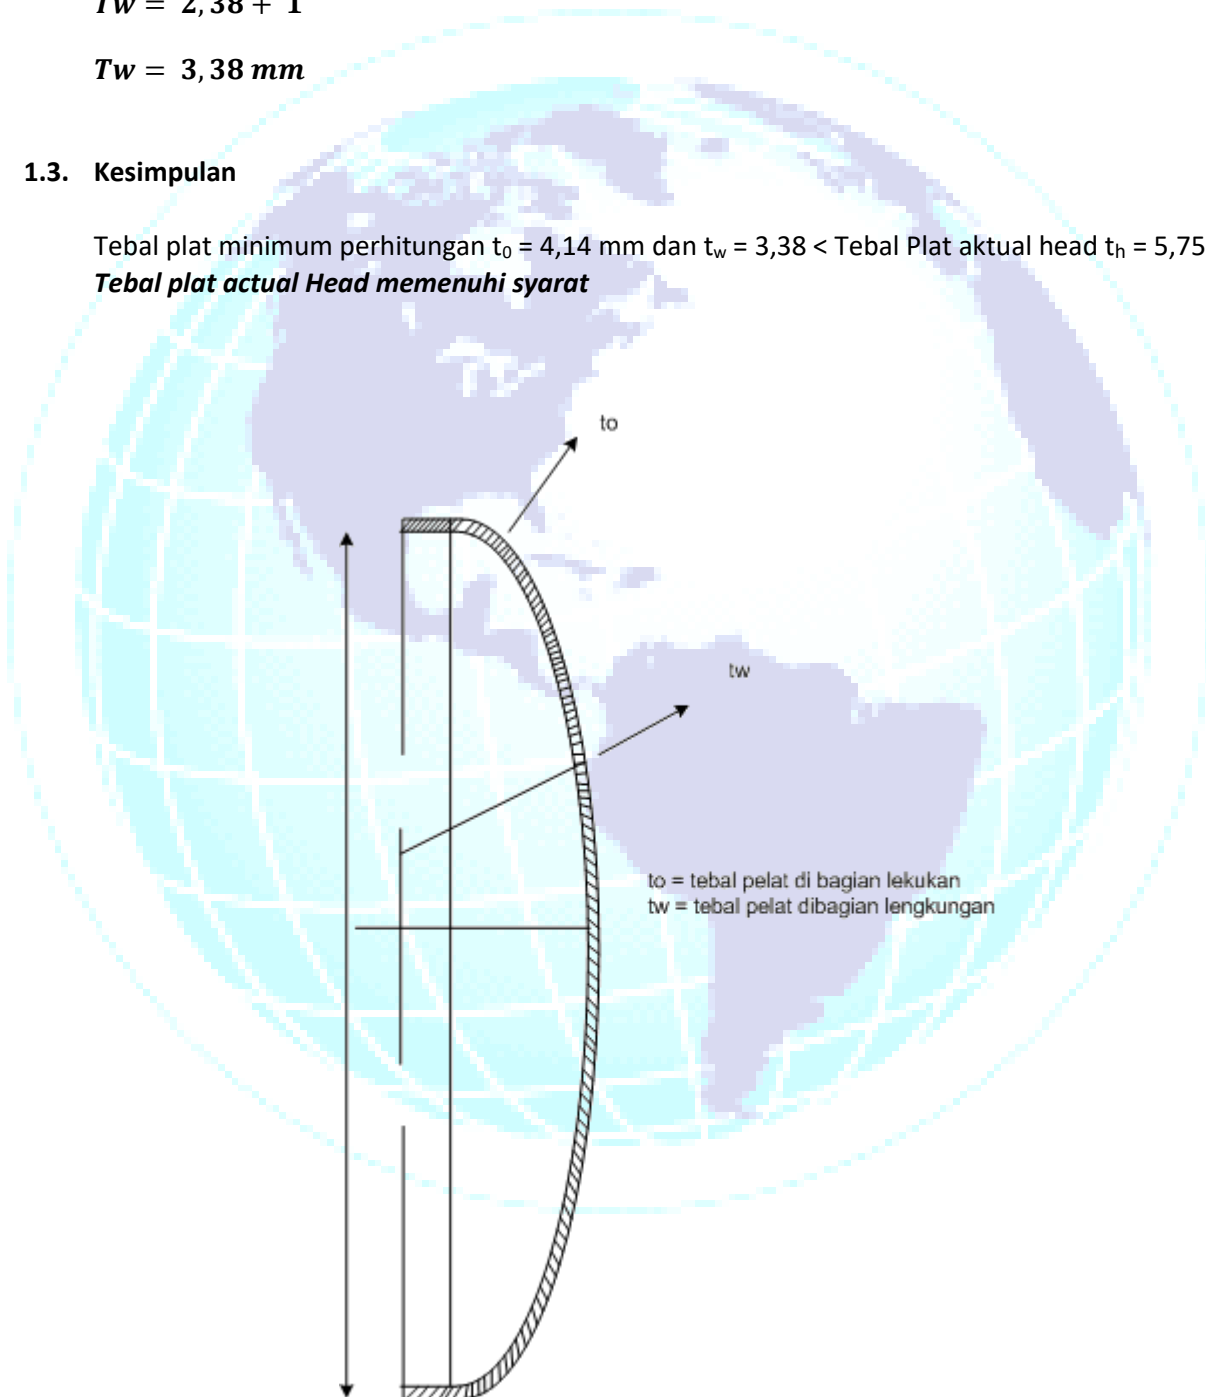 Tw = 2, 38 + 1
Tw = 3, 38 mm
1.3. Kesimpulan
Tebal plat minimum perhitungan t₀ = 4,14 mm dan tw = 3,38 < Tebal Plat aktual head th = 5,75
Tebal plat actual Head memenuhi syarat
to
tw
to = tebal pelat di bagian lekukan
tw = tebal pelat dibagian lengkungan